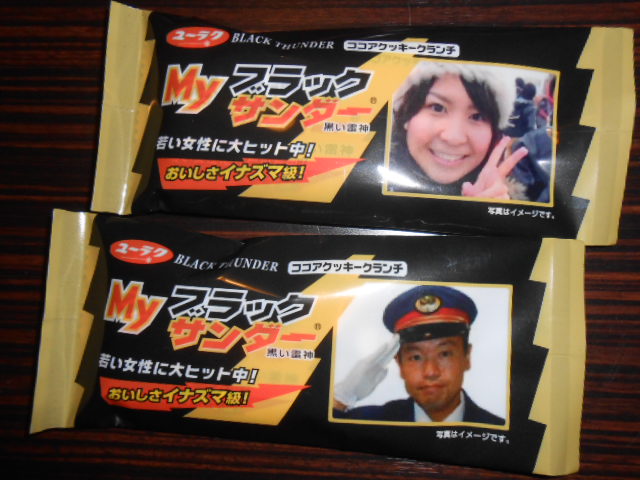 ユーラク
BLACK THUNDER
ココアクッキークランチ
My ブラック
サンダー®
黒い雷神
若い女性に大ヒット中!
おいしさイナズマ級!
写真はイメージです。
ユーラク
BLACK THUNDER
ココアクッキークランチ
My ブラック
サンダー®
黒い雷神
若い女性に大ヒット中!
おいしさイナズマ級!
写真はイメージです。